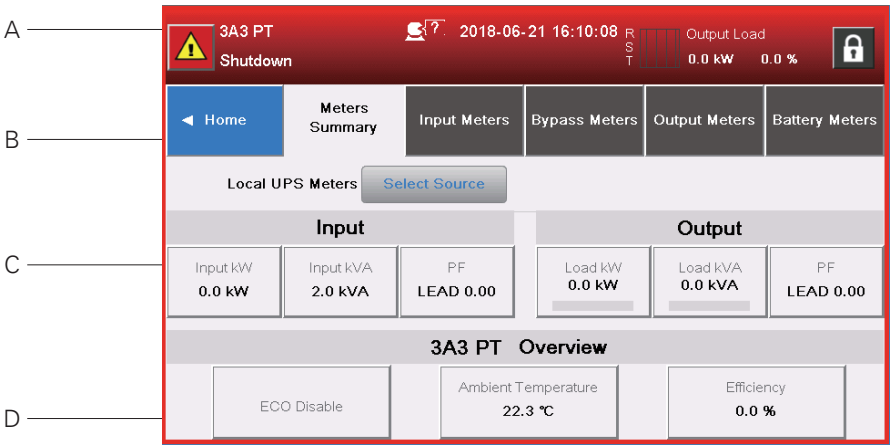 A
3A3 PT
Shutdown
?
2018-06-21 16:10:08
R
S
T
Output Load
0.0 kW 0.0 %
B
◄ Home
Meters
Summary
Input Meters
Bypass Meters
Output Meters
Battery Meters
Local UPS Meters
Select Source
C
Input
Output
Input kW
0.0 kW
Input kVA
2.0 kVA
PF
LEAD 0.00
Load kW
0.0 kW
Load kVA
0.0 kVA
PF
LEAD 0.00
3A3 PT Overview
D
ECO Disable
Ambient Temperature
22.3 ℃
Efficiency
0.0 %